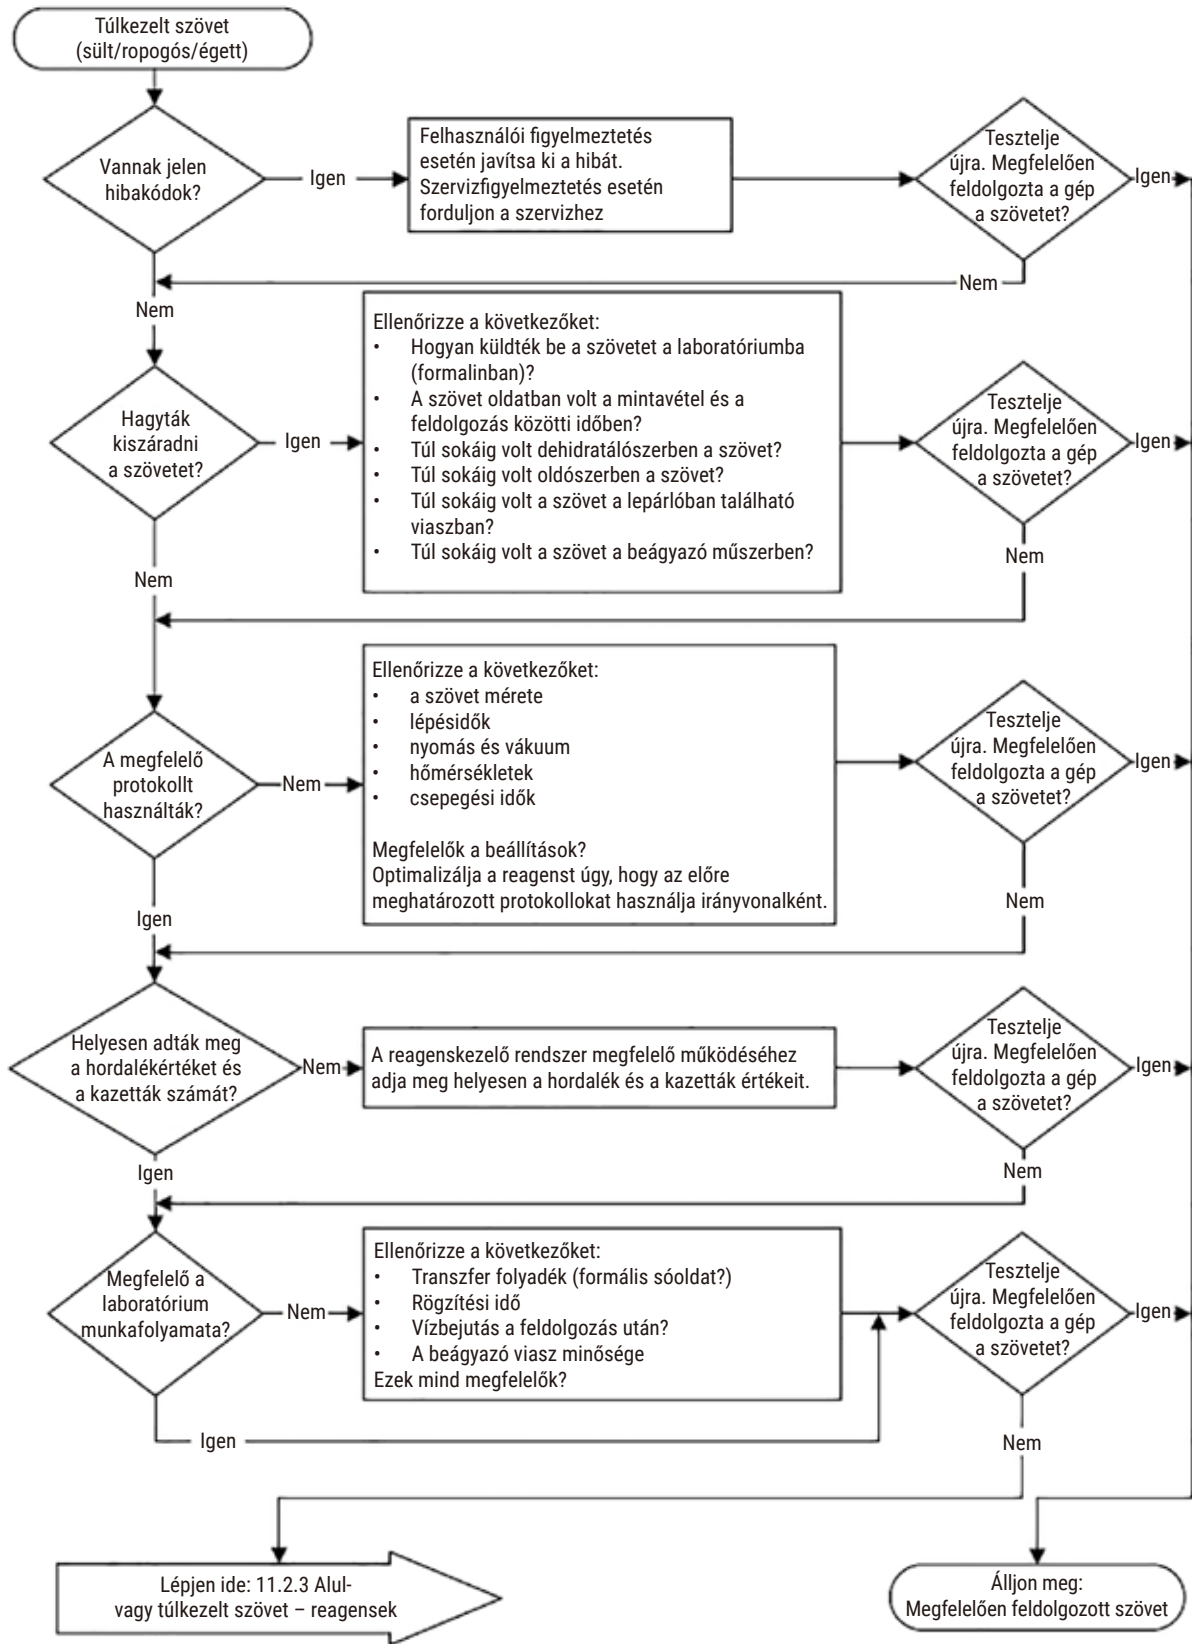 Túlkezelt szövet
(sült/ropogós/égett)
Vannak jelen
hibakódok?
Igen
Felhasználói figyelmeztetés
esetén javítsa ki a hibát.
Szervizfigyelmeztetés esetén
forduljon a szervizhez
Tesztelje
újra. Megfelelően
feldolgozta a gép
a szövetet?
Igen
Nem
Nem
Hagyták
kiszáradni
a szövetet?
Igen
Ellenőrizze a következőket:
• Hogyan küldték be a szövetet a laboratóriumba
(formalinban)?
• A szövet oldatban volt a mintavétel és a
feldolgozás közötti időben?
• Túl sokáig volt dehidratálószerben a szövet?
• Túl sokáig volt oldószerben a szövet?
• Túl sokáig volt a szövet a lepárlóban található
viaszban?
• Túl sokáig volt a szövet a beágyazó műszerben?
Tesztelje
újra. Megfelelően
feldolgozta a gép
a szövetet?
Igen
Nem
Nem
A megfelelő
protokollt
használták?
Nem
Ellenőrizze a következőket:
• a szövet mérete
• lépésidők
• nyomás és vákuum
• hőmérsékletek
• csepegési idők
Megfelelők a beállítások?
Optimalizálja a reagenst úgy, hogy az előre
meghatározott protokollokat használja irányvonalként.
Tesztelje
újra. Megfelelően
feldolgozta a gép
a szövetet?
Igen
Nem
Igen
Helyesen adták meg
a hordalékértéket és
a kazetták számát?
Nem
A reagenskezelő rendszer megfelelő működéséhez
adja meg helyesen a hordalék és a kazetták értékeit.
Tesztelje
újra. Megfelelően
feldolgozta a gép
a szövetet?
Igen
Nem
Igen
Megfelelő a
laboratórium
munkafolyamata?
Nem
Ellenőrizze a következőket:
• Transzfer folyadék (formális sóoldat?)
• Rögzítési idő
• Vízbejutás a feldolgozás után?
• A beágyazó viasz minősége
Ezek mind megfelelők?
Tesztelje
újra. Megfelelően
feldolgozta a gép
a szövetet?
Igen
Igen
Nem
Lépjen ide: 11.2.3 Alul-
vagy túlkezelt szövet – reagensek
Álljon meg:
Megfelelően feldolgozott szövet